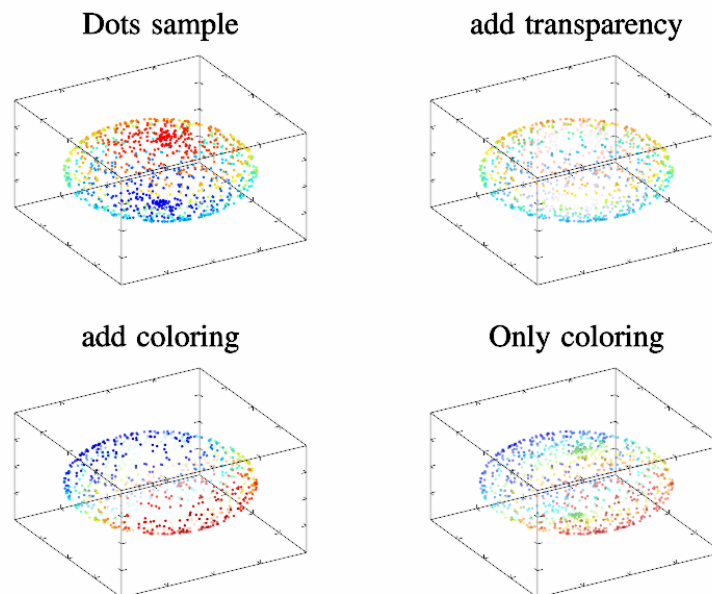 Dots sample
add transparency
add coloring
Only coloring